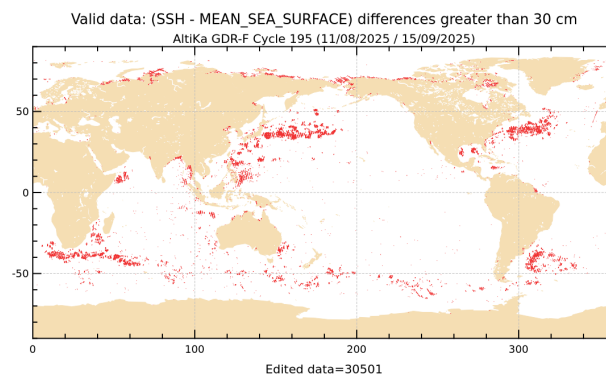 Valid data: (SSH - MEAN_SEA_SURFACE) differences greater than 30 cm
AltiKa GDR-F Cycle 195 (11/08/2025 / 15/09/2025)
50
0
-50
0 100 200 300
Edited data=30501